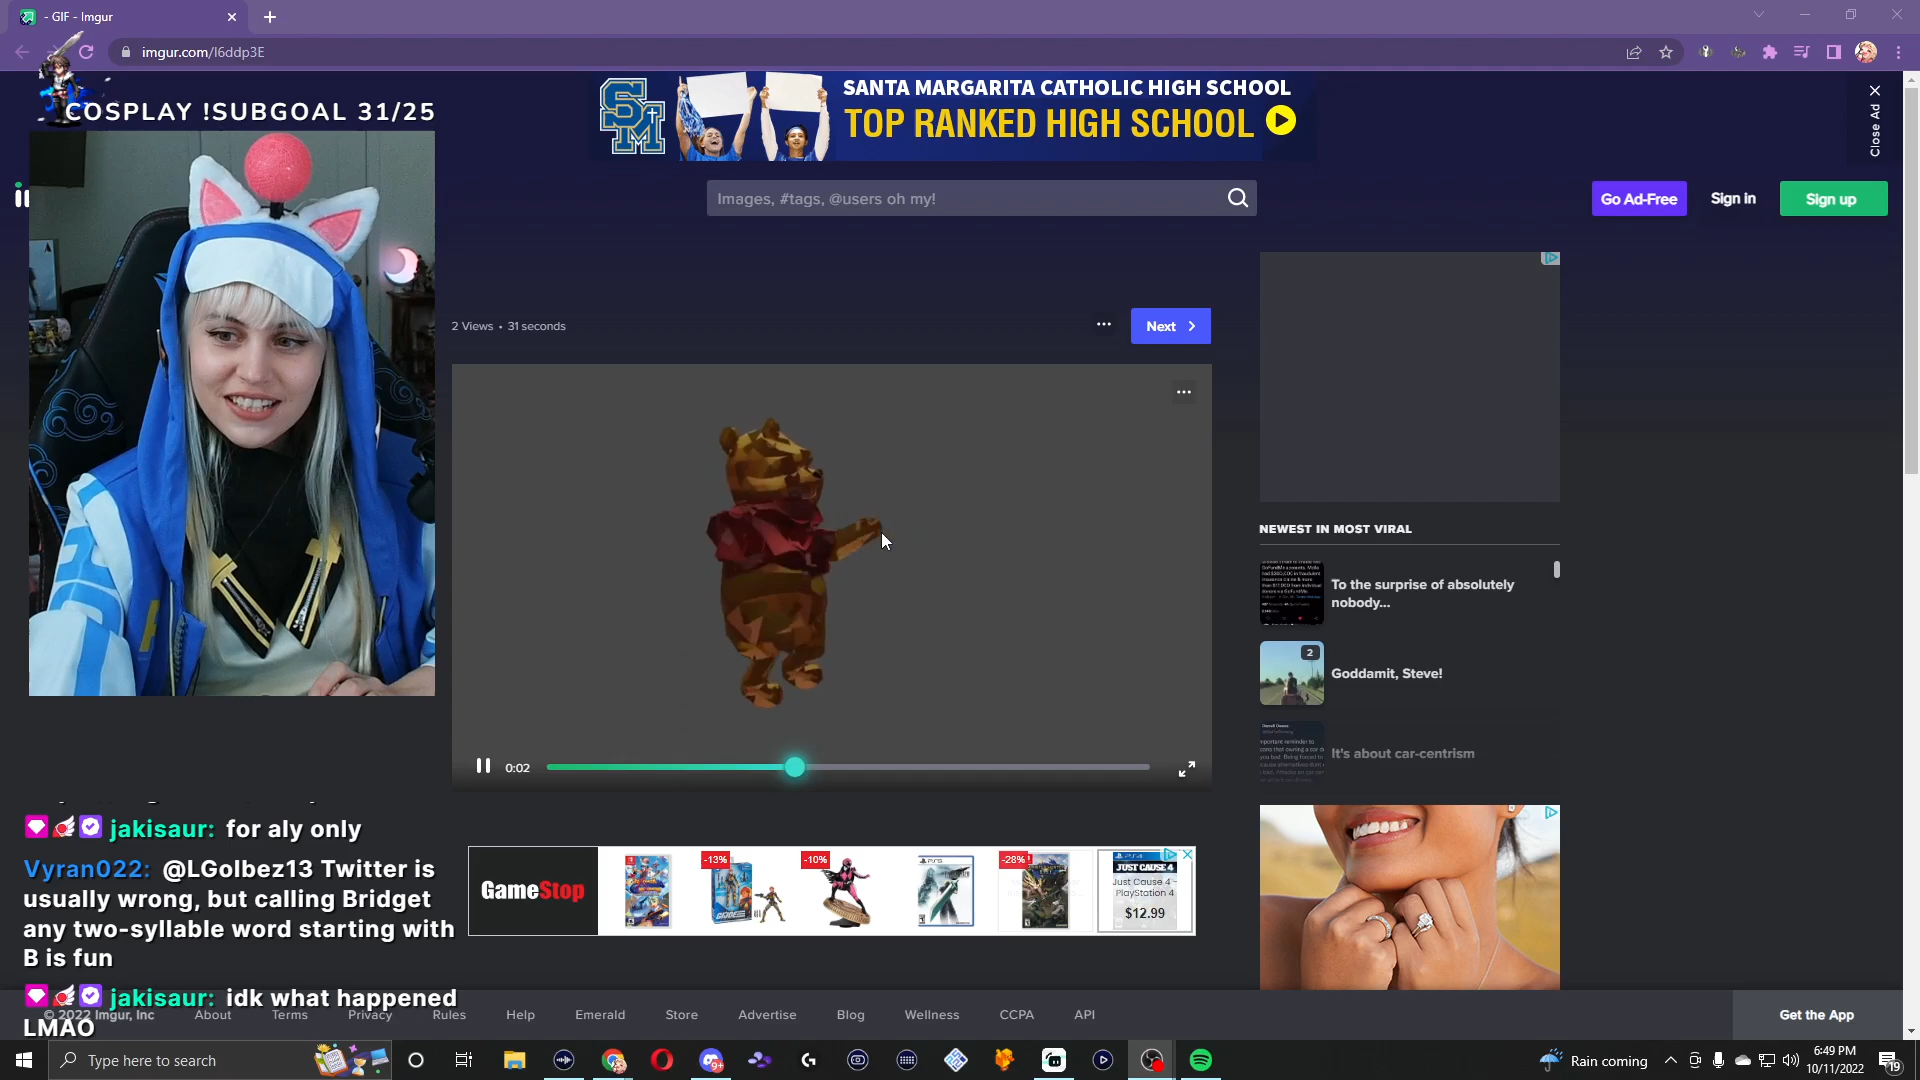 - GIF - Imgur
imgur.com/l6ddp3E
COSPLAY !SUBGOAL 31/25
SANTA MARGARITA CATHOLIC HIGH SCHOOL
TOP RANKED HIGH SCHOOL
SM
Close Ad
Images, #tags, @users oh my!
Go Ad-Free
Sign in
Sign up
2 Views • 31 seconds
Next
0:02
NEWEST IN MOST VIRAL
To the surprise of absolutely
nobody...
2
Goddamit, Steve!
It's about car-centrism
jakisaur: for aly only
Vyran022: @LGolbez13 Twitter is
usually wrong, but calling Bridget
any two-syllable word starting with
B is fun
jakisaur: idk what happened
LMAO
GameStop
-13%
-10%
-28%
JUST CAUSE 4
Just Cause 4 -
PlayStation 4
$12.99
© 2022 Imgur, Inc
About
Terms
Privacy
Rules
Help
Emerald
Store
Advertise
Blog
Wellness
CCPA
API
Get the App
Type here to search
9+
Rain coming
6:49 PM
10/11/2022
19